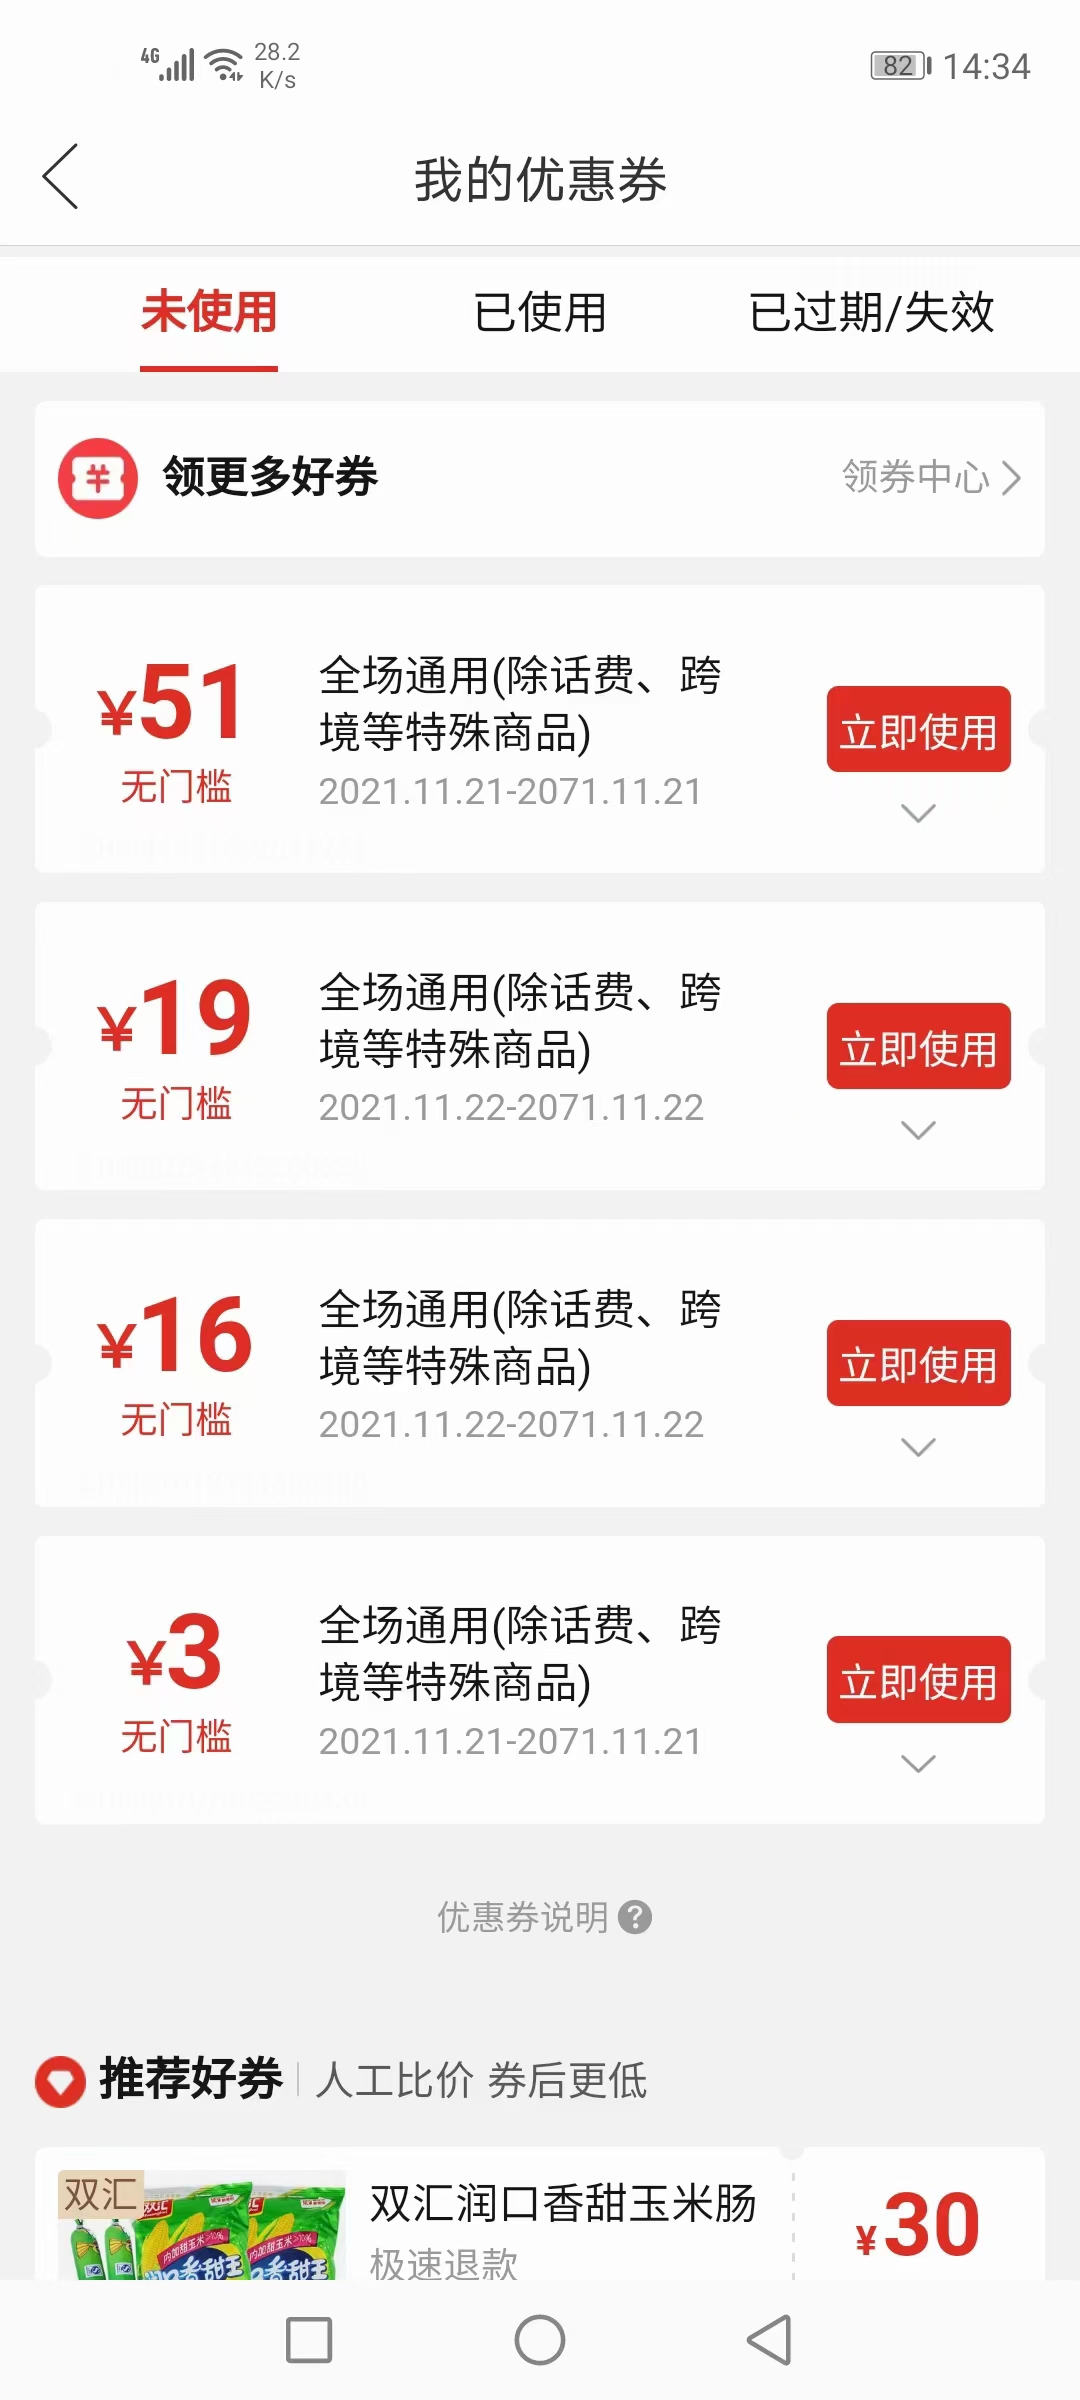 4G
28.2
K/s
82
14:34
我的优惠券
未使用
已使用
已过期/失效
领更多好券
领券中心
¥51
无门槛
全场通用(除话费、跨
境等特殊商品)
2021.11.21-2071.11.21
立即使用
¥19
无门槛
全场通用(除话费、跨
境等特殊商品)
2021.11.22-2071.11.22
立即使用
¥16
无门槛
全场通用(除话费、跨
境等特殊商品)
2021.11.22-2071.11.22
立即使用
¥3
无门槛
全场通用(除话费、跨
境等特殊商品)
2021.11.21-2071.11.21
立即使用
优惠券说明 ?
推荐好券
人工比价 券后更低
双汇
双汇润口香甜玉米肠
极速退款
¥30